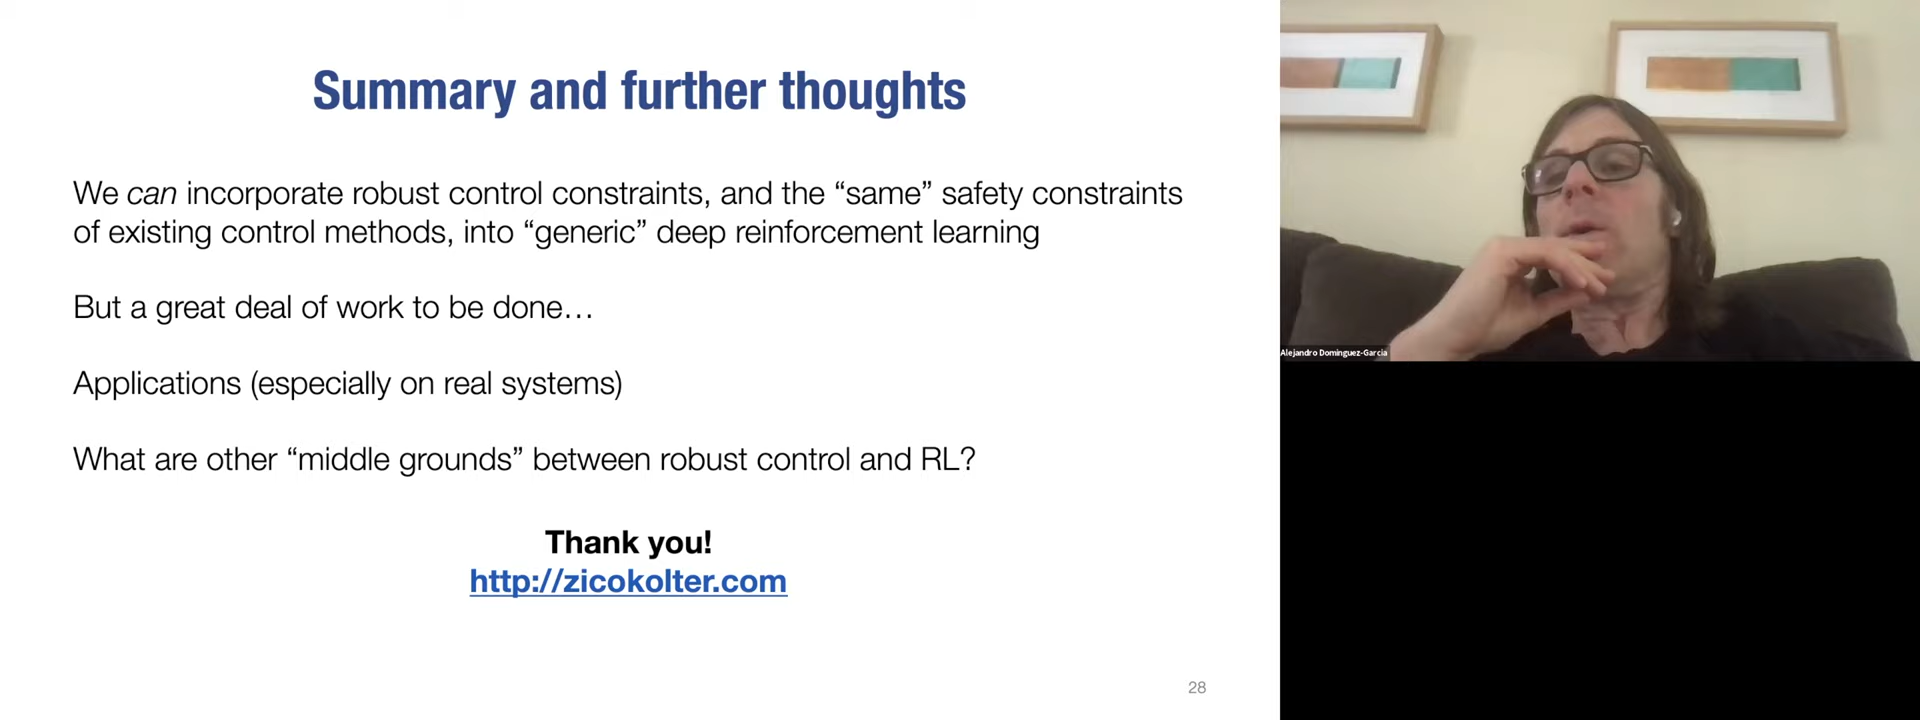 Summary and further thoughts
We can incorporate robust control constraints, and the “same” safety constraints
of existing control methods, into “generic” deep reinforcement learning
But a great deal of work to be done…
Applications (especially on real systems)
What are other “middle grounds” between robust control and RL?
Thank you!
http://zicokolter.com
28
Alejandro Dominguez-Garcia